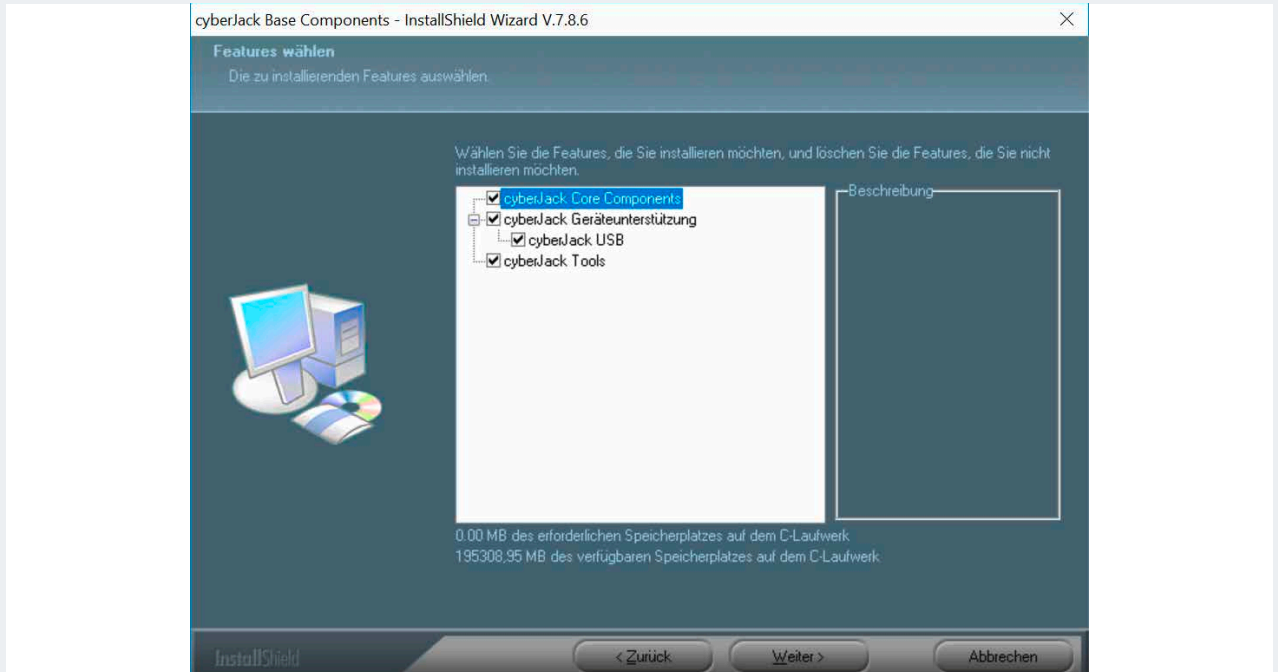 cyberJack Base Components - InstallShield Wizard V.7.8.6
Features wählen
Die zu installierenden Features auswählen.
Wählen Sie die Features, die Sie installieren möchten, und löschen Sie die Features, die Sie nicht
installieren möchten.
cyberJack Core Components
cyberJack Geräteunterstützung
cyberJack USB
cyberJack Tools
Beschreibung
0.00 MB des erforderlichen Speicherplatzes auf dem C-Laufwerk
195308,95 MB des verfügbaren Speicherplatzes auf dem C-Laufwerk
InstallShield
< Zurück
Weiter >
Abbrechen